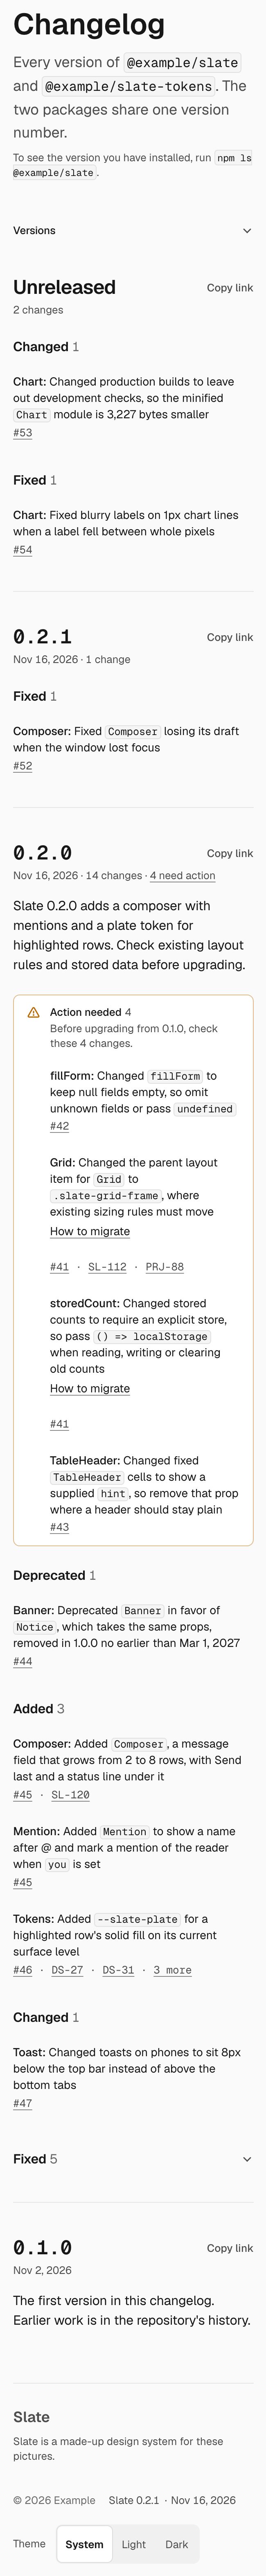 Changelog
Every version of @example/slate
and @example/slate-tokens. The
two packages share one version
number.
To see the version you have installed, run npm ls
@example/slate.
Versions
Unreleased
Copy link
2 changes
Changed 1
Chart: Changed production builds to leave
out development checks, so the minified
Chart module is 3,227 bytes smaller
#53
Fixed 1
Chart: Fixed blurry labels on 1px chart lines
when a label fell between whole pixels
#54
0.2.1
Copy link
Nov 16, 2026 · 1 change
Fixed 1
Composer: Fixed Composer losing its draft
when the window lost focus
#52
0.2.0
Copy link
Nov 16, 2026 · 14 changes · 4 need action
Slate 0.2.0 adds a composer with
mentions and a plate token for
highlighted rows. Check existing layout
rules and stored data before upgrading.
Action needed 4
Before upgrading from 0.1.0, check
these 4 changes.
fillForm: Changed fillForm to
keep null fields empty, so omit
unknown fields or pass undefined
#42
Grid: Changed the parent layout
item for Grid to
.slate-grid-frame, where
existing sizing rules must move
How to migrate
#41 · SL-112 · PRJ-88
storedCount: Changed stored
counts to require an explicit store,
so pass () => localStorage
when reading, writing or clearing
old counts
How to migrate
#41
TableHeader: Changed fixed
TableHeader cells to show a
supplied hint, so remove that prop
where a header should stay plain
#43
Deprecated 1
Banner: Deprecated Banner in favor of
Notice, which takes the same props,
removed in 1.0.0 no earlier than Mar 1, 2027
#44
Added 3
Composer: Added Composer, a message
field that grows from 2 to 8 rows, with Send
last and a status line under it
#45 · SL-120
Mention: Added Mention to show a name
after @ and mark a mention of the reader
when you is set
#45
Tokens: Added --slate-plate for a
highlighted row's solid fill on its current
surface level
#46 · DS-27 · DS-31 · 3 more
Changed 1
Toast: Changed toasts on phones to sit 8px
below the top bar instead of above the
bottom tabs
#47
Fixed 5
0.1.0
Copy link
Nov 2, 2026
The first version in this changelog.
Earlier work is in the repository's history.
Slate
Slate is a made-up design system for these
pictures.
© 2026 Example Slate 0.2.1 · Nov 16, 2026
Theme System Light Dark